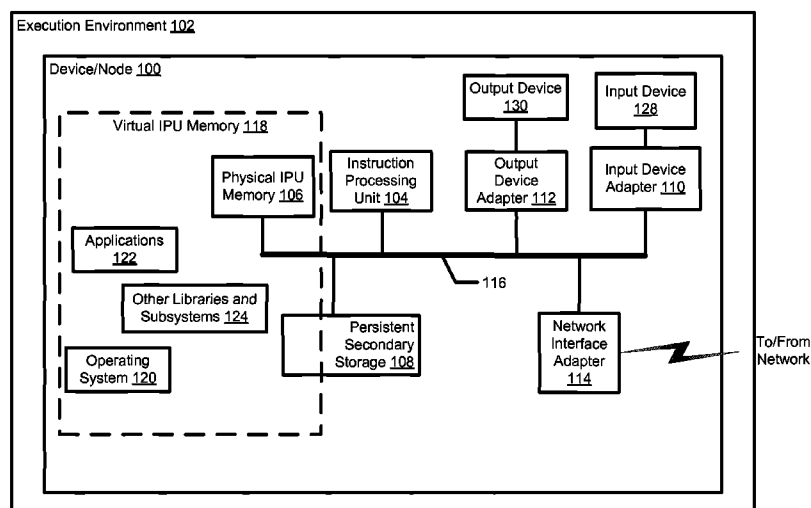 Execution Environment 102
Device/Node 100
Output Device
130
Input Device
128
Virtual IPU Memory 118
Physical IPU
Memory 106
Instruction
Processing
Unit 104
Output
Device
Adapter 112
Input Device
Adapter 110
Applications
122
116
Other Libraries and
Subsystems 124
Persistent
Secondary
Storage 108
Network
Interface
Adapter
114
To/From
Network
Operating
System 120